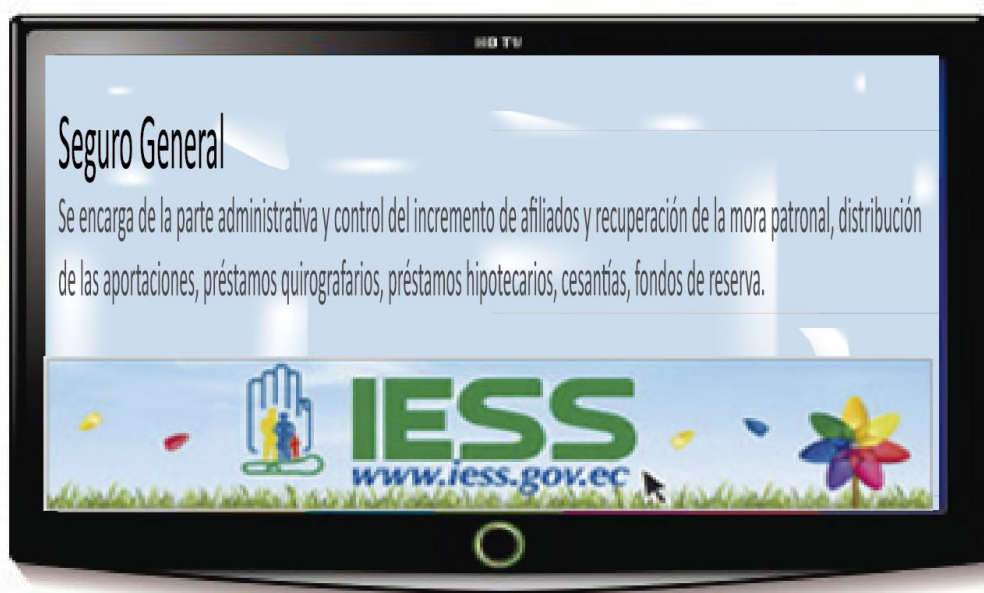 HD TV
Seguro General
Se encarga de la parte administrativa y control del incremento de afiliados y recuperación de la mora patronal, distribución
de las aportaciones, préstamos quirografarios, préstamos hipotecarios, cesantías, fondos de reserva.
IESS
www.iess.gov.ec